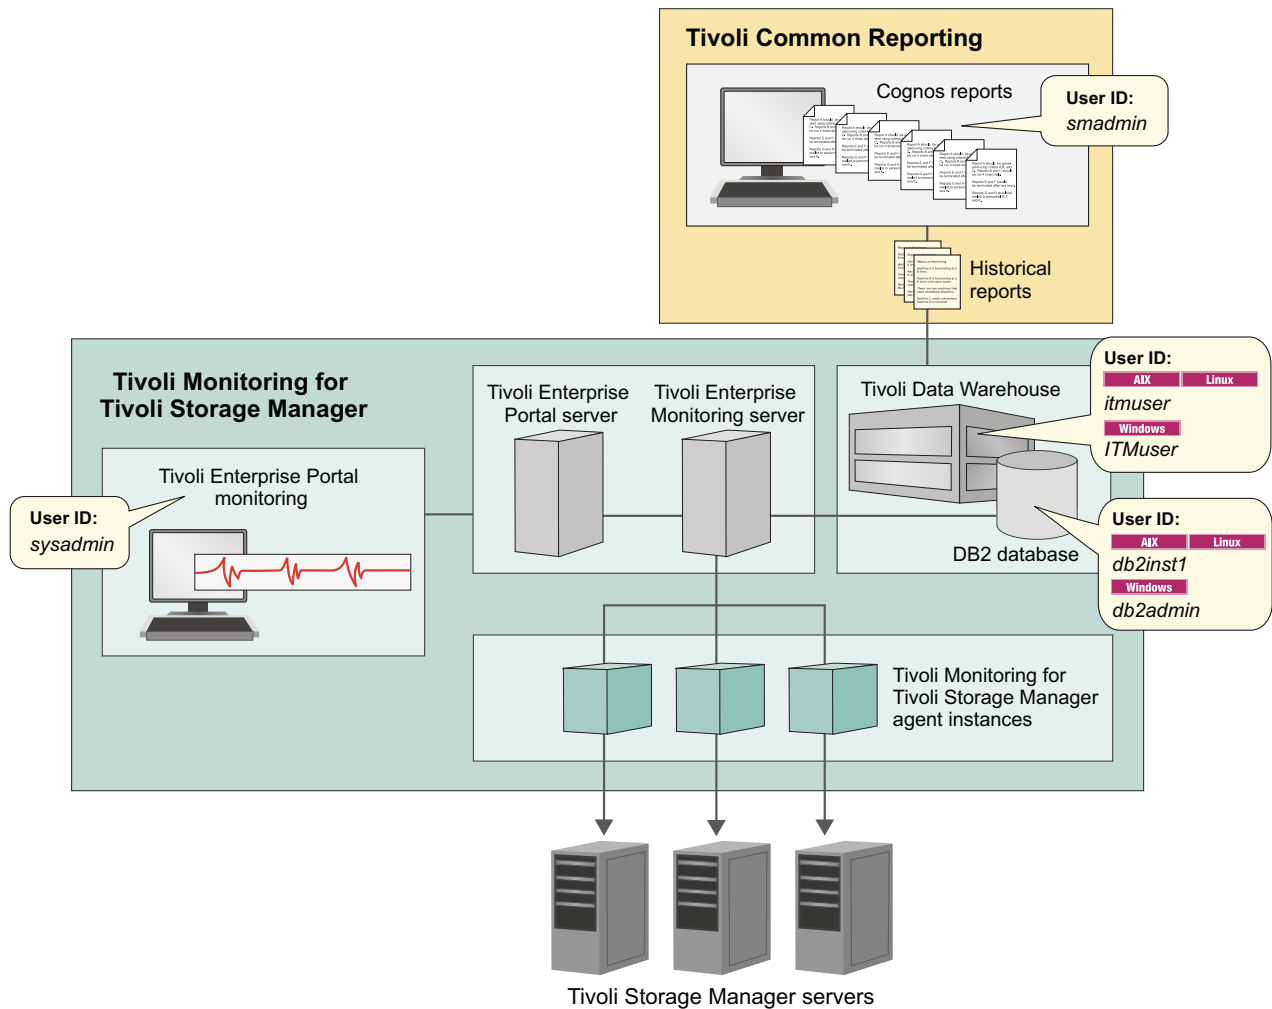 Tivoli Common Reporting
Cognos reports
User ID:
smadmin
Historical
reports
Tivoli Monitoring for
Tivoli Storage Manager
Tivoli Enterprise
Portal server
Tivoli Enterprise
Monitoring server
Tivoli Data Warehouse
User ID:
AIX Linux
itmuser
Windows
ITMuser
Tivoli Enterprise Portal
monitoring
User ID:
sysadmin
DB2 database
User ID:
AIX Linux
db2inst1
Windows
db2admin
Tivoli Monitoring for
Tivoli Storage Manager
agent instances
Tivoli Storage Manager servers